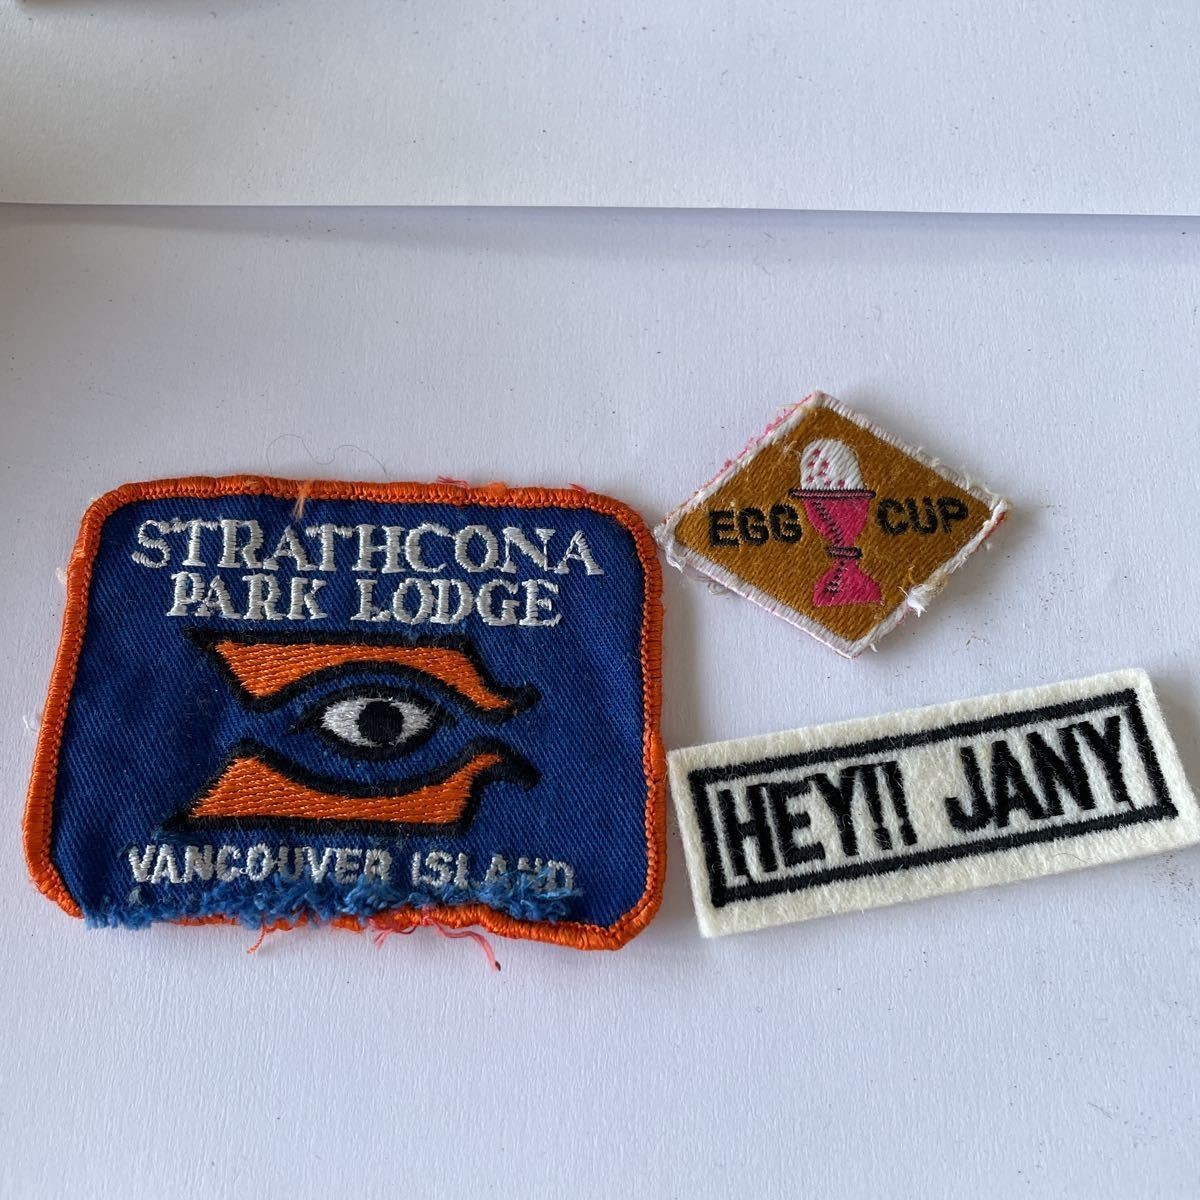 STRATHCONA
PARK LODGE
VANCOUVER ISLAND
EGG CUP
HEY!! JANY